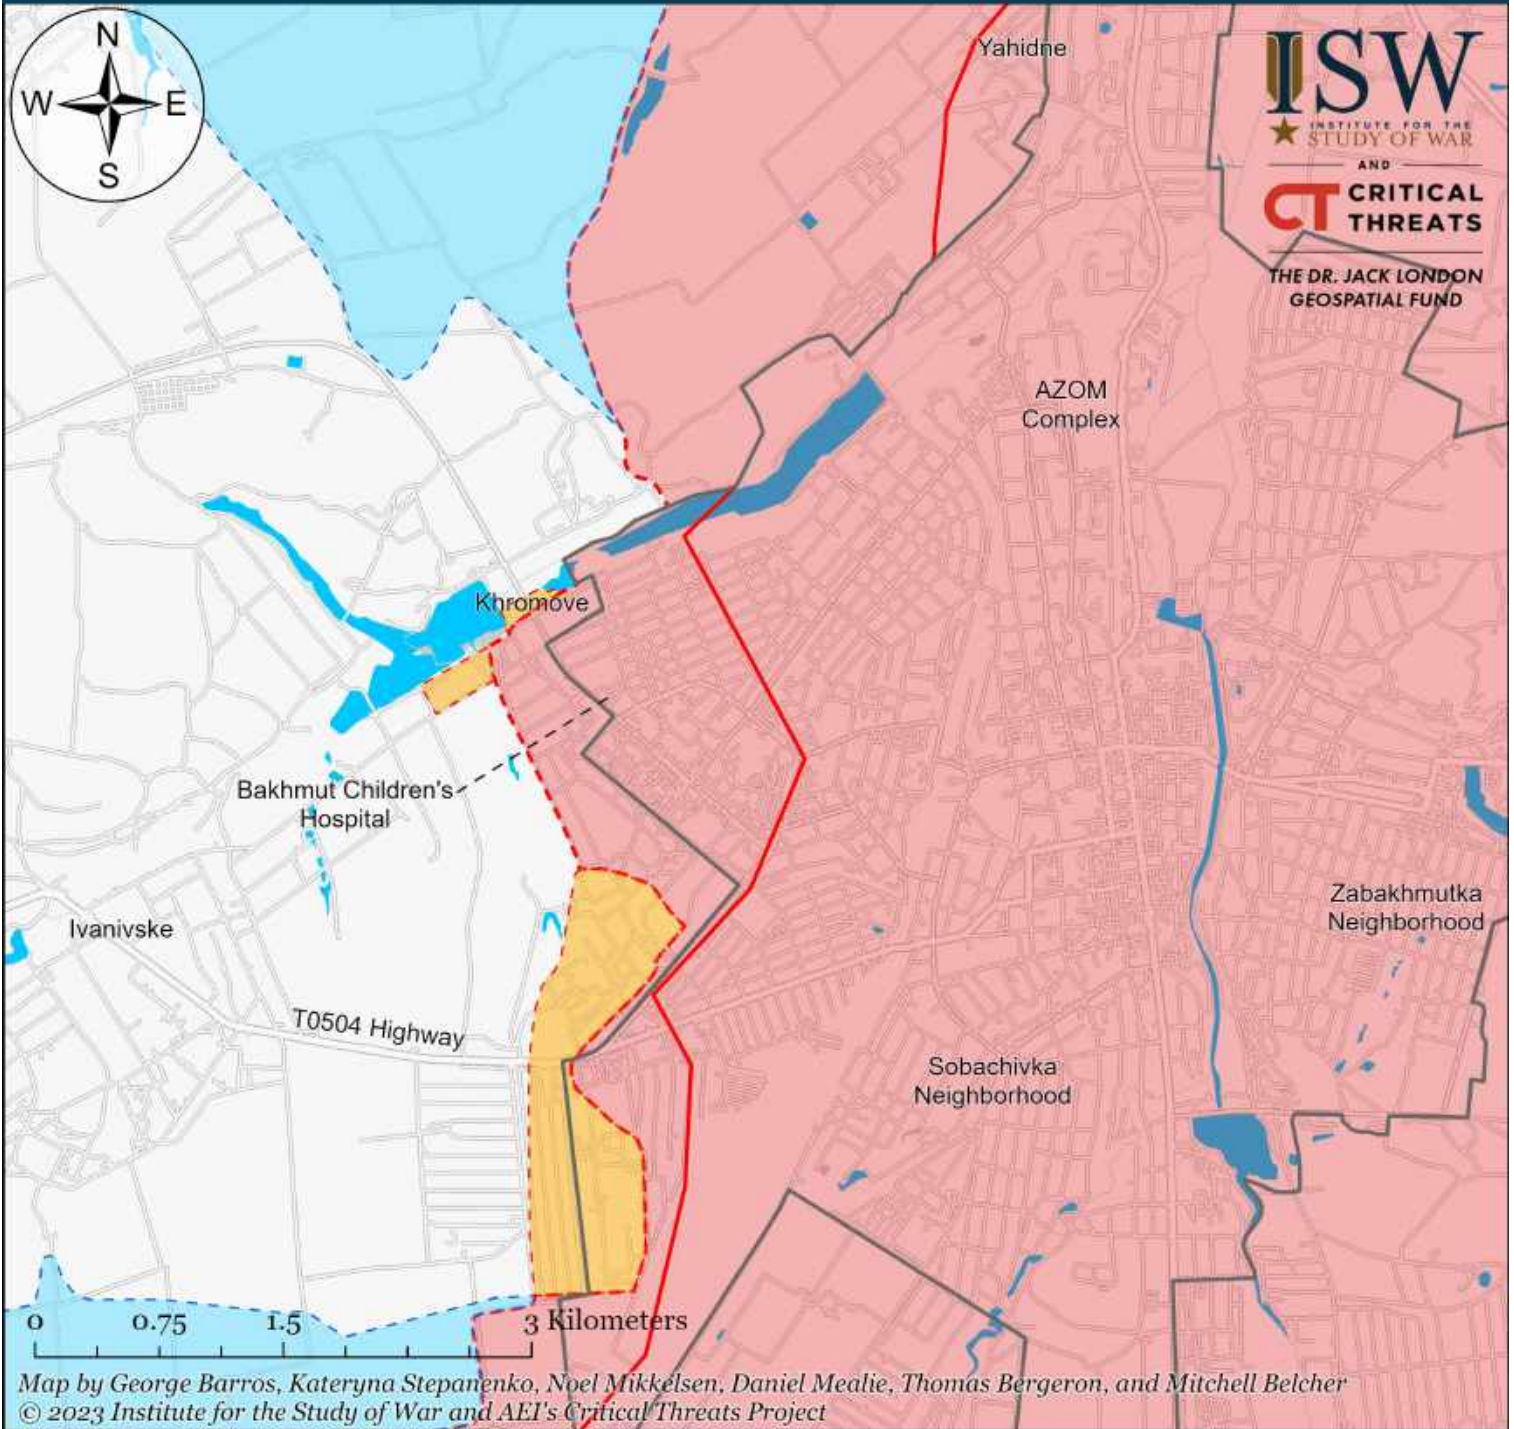 N
W E
S
Yahidne
ISW
INSTITUTE FOR THE
STUDY OF WAR
AND
CT CRITICAL
THREATS
THE DR. JACK LONDON
GEOSPATIAL FUND
AZOM
Complex
Khromove
Bakhmut Children's
Hospital
Ivanivske
Zabakhmutka
Neighborhood
T0504 Highway
Sobachivka
Neighborhood
0 0.75 1.5 3 Kilometers
Map by George Barros, Kateryna Stepanenko, Noel Mikkelsen, Daniel Mealie, Thomas Bergeron, and Mitchell Belcher
© 2023 Institute for the Study of War and AEI's Critical Threats Project